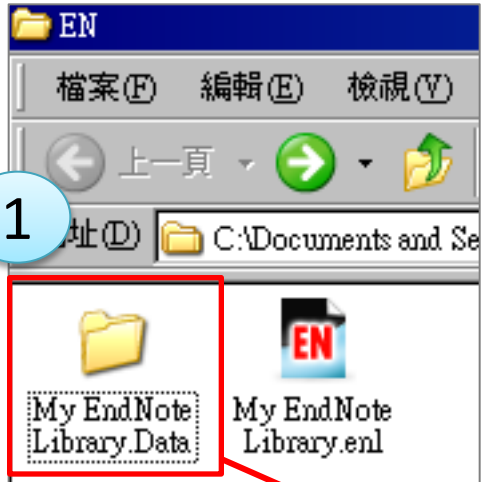 EN
檔案(F) 編輯(E) 檢視(V)
上一頁
1
址(D) C:\Documents and Se
EN
My EndNote
Library.Data
My EndNote
Library.enl